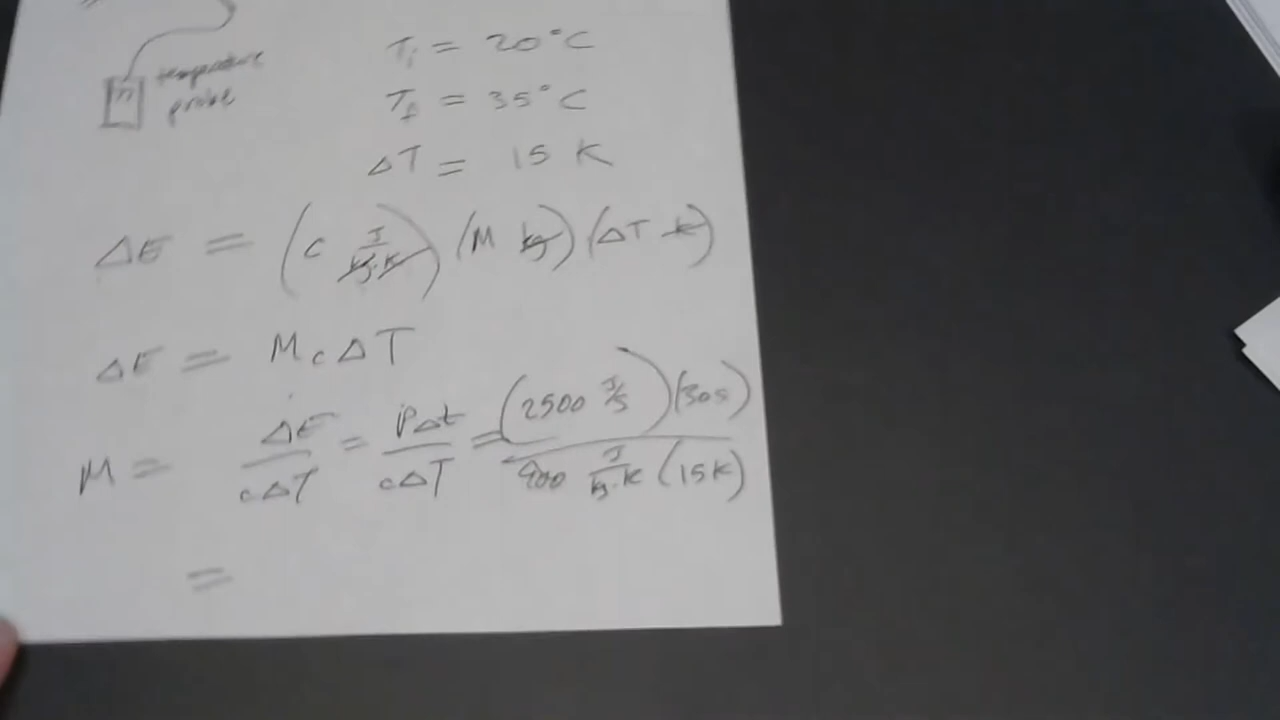 temperature
probe
Ti = 20°C
Tf = 35°C
ΔT = 15 K
ΔE = (c J/kg·K) (M kg) (ΔT K)
ΔE = McΔT
M = ΔE/cΔT = PΔt/cΔT = (2500 J/s)(30s)/900 J/kg·K (15K)
=